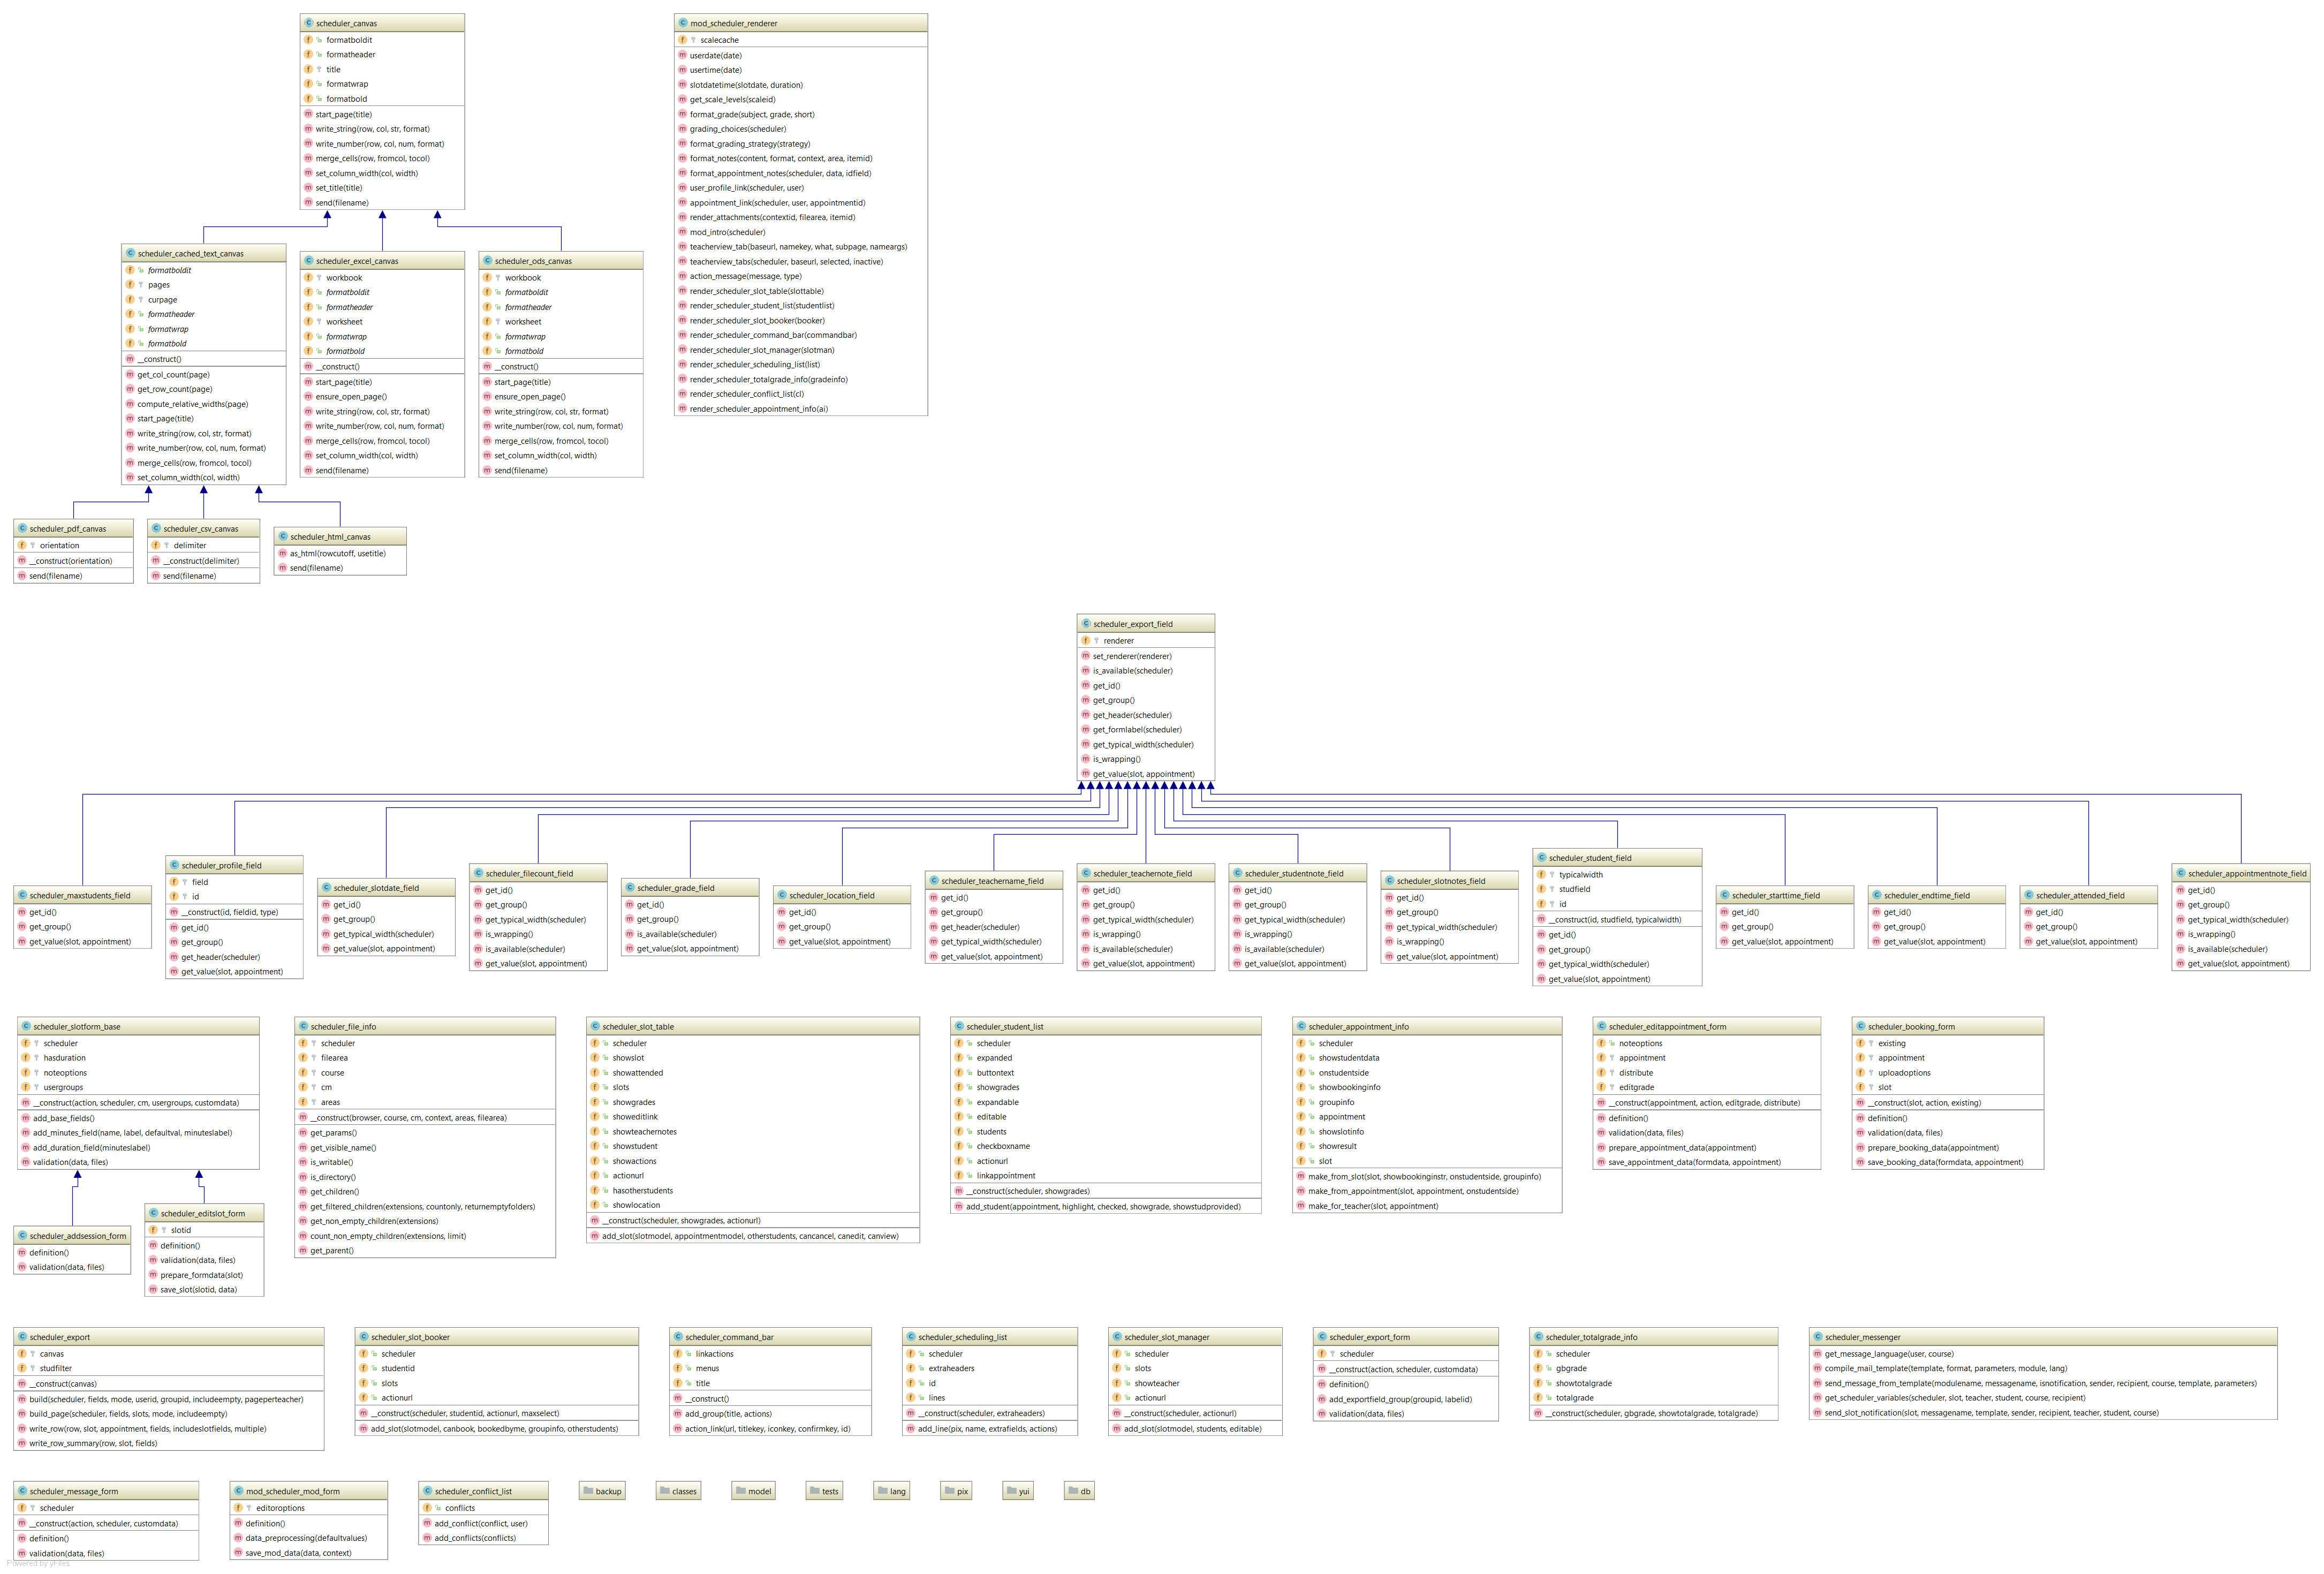 scheduler_canvas
formatboldit
formatheader
title
formatwrap
formatbold
start_page(title)
write_string(row, col, str, format)
write_number(row, col, num, format)
merge_cells(row, fromcol, tocol)
set_column_width(col, width)
set_title(title)
send(filename)
mod_scheduler_renderer
scalecache
userdate(date)
usertime(date)
slotdatetime(slotdate, duration)
get_scale_levels(scaleid)
format_grade(subject, grade, short)
grading_choices(scheduler)
format_grading_strategy(strategy)
format_notes(content, format, context, area, itemid)
format_appointment_notes(scheduler, data, idfield)
user_profile_link(scheduler, user)
appointment_link(scheduler, user, appointmentid)
render_attachments(contextid, filearea, itemid)
mod_intro(scheduler)
teacherview_tab(baseurl, namekey, what, subpage, nameargs)
teacherview_tabs(scheduler, baseurl, selected, inactive)
action_message(message, type)
render_scheduler_slot_table(slottable)
render_scheduler_student_list(studentlist)
render_scheduler_slot_booker(booker)
render_scheduler_command_bar(commandbar)
render_scheduler_slot_manager(slotman)
render_scheduler_scheduling_list(list)
render_scheduler_totalgrade_info(gradeinfo)
render_scheduler_conflict_list(cl)
render_scheduler_appointment_info(ai)
scheduler_cached_text_canvas
formatboldit
pages
curpage
formatheader
formatwrap
formatbold
__construct()
get_col_count(page)
get_row_count(page)
compute_relative_widths(page)
start_page(title)
write_string(row, col, str, format)
write_number(row, col, num, format)
merge_cells(row, fromcol, tocol)
set_column_width(col, width)
scheduler_excel_canvas
workbook
formatboldit
formatheader
worksheet
formatwrap
formatbold
__construct()
start_page(title)
ensure_open_page()
write_string(row, col, str, format)
write_number(row, col, num, format)
merge_cells(row, fromcol, tocol)
set_column_width(col, width)
send(filename)
scheduler_ods_canvas
workbook
formatboldit
formatheader
worksheet
formatwrap
formatbold
__construct()
start_page(title)
ensure_open_page()
write_string(row, col, str, format)
write_number(row, col, num, format)
merge_cells(row, fromcol, tocol)
set_column_width(col, width)
send(filename)
scheduler_pdf_canvas
orientation
__construct(orientation)
send(filename)
scheduler_csv_canvas
delimiter
__construct(delimiter)
send(filename)
scheduler_html_canvas
as_html(rowcutoff, usetitle)
send(filename)
scheduler_export_field
renderer
set_renderer(renderer)
is_available(scheduler)
get_id()
get_group()
get_header(scheduler)
get_formlabel(scheduler)
get_typical_width(scheduler)
is_wrapping()
get_value(slot, appointment)
scheduler_maxstudents_field
get_id()
get_group()
get_value(slot, appointment)
scheduler_profile_field
field
id
__construct(id, fieldid, type)
get_id()
get_group()
get_header(scheduler)
get_value(slot, appointment)
scheduler_slotdate_field
get_id()
get_group()
get_typical_width(scheduler)
get_value(slot, appointment)
scheduler_filecount_field
get_id()
get_group()
get_typical_width(scheduler)
is_wrapping()
is_available(scheduler)
get_value(slot, appointment)
scheduler_grade_field
get_id()
get_group()
is_available(scheduler)
get_value(slot, appointment)
scheduler_location_field
get_id()
get_group()
get_value(slot, appointment)
scheduler_teachername_field
get_id()
get_group()
get_header(scheduler)
get_typical_width(scheduler)
get_value(slot, appointment)
scheduler_teachernote_field
get_id()
get_group()
get_typical_width(scheduler)
is_wrapping()
is_available(scheduler)
get_value(slot, appointment)
scheduler_studentnote_field
get_id()
get_group()
get_typical_width(scheduler)
is_wrapping()
is_available(scheduler)
get_value(slot, appointment)
scheduler_slotnotes_field
get_id()
get_group()
get_typical_width(scheduler)
is_wrapping()
get_value(slot, appointment)
scheduler_student_field
typicalwidth
studfield
id
__construct(id, studfield, typicalwidth)
get_id()
get_group()
get_typical_width(scheduler)
get_value(slot, appointment)
scheduler_starttime_field
get_id()
get_group()
get_value(slot, appointment)
scheduler_endtime_field
get_id()
get_group()
get_value(slot, appointment)
scheduler_attended_field
get_id()
get_group()
get_value(slot, appointment)
scheduler_appointmentnote_field
get_id()
get_group()
get_typical_width(scheduler)
is_wrapping()
is_available(scheduler)
get_value(slot, appointment)
scheduler_slotform_base
scheduler
hasduration
noteoptions
usergroups
__construct(action, scheduler, cm, usergroups, customdata)
add_base_fields()
add_minutes_field(name, label, defaultval, minuteslabel)
add_duration_field(minuteslabel)
validation(data, files)
scheduler_file_info
scheduler
filearea
course
cm
areas
__construct(browser, course, cm, context, areas, filearea)
get_params()
get_visible_name()
is_writable()
is_directory()
get_children()
get_filtered_children(extensions, countonly, returnemptyfolders)
get_non_empty_children(extensions)
count_non_empty_children(extensions, limit)
get_parent()
scheduler_slot_table
scheduler
showslot
showattended
slots
showgrades
showeditlink
showteachernotes
showstudent
showactions
actionurl
hasotherstudents
showlocation
__construct(scheduler, showgrades, actionurl)
add_slot(slotmodel, appointmentmodel, otherstudents, cancancel, canedit, canview)
scheduler_student_list
scheduler
expanded
buttontext
showgrades
expandable
editable
students
checkboxname
actionurl
linkappointment
__construct(scheduler, showgrades)
add_student(appointment, highlight, checked, showgrade, showstudprovided)
scheduler_appointment_info
scheduler
showstudentdata
onstudentside
showbookinginfo
groupinfo
appointment
showslotinfo
showresult
slot
make_from_slot(slot, showbookinginstr, onstudentside, groupinfo)
make_from_appointment(slot, appointment, onstudentside)
make_for_teacher(slot, appointment)
scheduler_editappointment_form
noteoptions
appointment
distribute
editgrade
__construct(appointment, action, editgrade, distribute)
definition()
validation(data, files)
prepare_appointment_data(appointment)
save_appointment_data(formdata, appointment)
scheduler_booking_form
existing
appointment
uploadoptions
slot
__construct(slot, action, existing)
definition()
validation(data, files)
prepare_booking_data(appointment)
save_booking_data(formdata, appointment)
scheduler_addsession_form
definition()
validation(data, files)
scheduler_editslot_form
slotid
definition()
validation(data, files)
prepare_formdata(slot)
save_slot(slotid, data)
scheduler_export
canvas
studfilter
__construct(canvas)
build(scheduler, fields, mode, userid, groupid, includeempty, pageperteacher)
build_page(scheduler, fields, slots, mode, includeempty)
write_row(row, slot, appointment, fields, includeslotfields, multiple)
write_row_summary(row, slot, fields)
scheduler_slot_booker
scheduler
studentid
slots
actionurl
__construct(scheduler, studentid, actionurl, maxselect)
add_slot(slotmodel, canbook, bookedbyme, groupinfo, otherstudents)
scheduler_command_bar
linkactions
menus
title
__construct()
add_group(title, actions)
action_link(url, titlekey, iconkey, confirmkey, id)
scheduler_scheduling_list
scheduler
extraheaders
id
lines
__construct(scheduler, extraheaders)
add_line(pix, name, extrafields, actions)
scheduler_slot_manager
scheduler
slots
showteacher
actionurl
__construct(scheduler, actionurl)
add_slot(slotmodel, students, editable)
scheduler_export_form
scheduler
__construct(action, scheduler, customdata)
definition()
add_exportfield_group(groupid, labelid)
validation(data, files)
scheduler_totalgrade_info
scheduler
gbgrade
showtotalgrade
totalgrade
__construct(scheduler, gbgrade, showtotalgrade, totalgrade)
scheduler_messenger
get_message_language(user, course)
compile_mail_template(template, format, parameters, module, lang)
send_message_from_template(modulename, messagename, isnotification, sender, recipient, course, template, parameters)
get_scheduler_variables(scheduler, slot, teacher, student, course, recipient)
send_slot_notification(slot, messagename, template, sender, recipient, teacher, student, course)
scheduler_message_form
scheduler
__construct(action, scheduler, customdata)
definition()
validation(data, files)
mod_scheduler_mod_form
editoroptions
definition()
data_preprocessing(defaultvalues)
save_mod_data(data, context)
scheduler_conflict_list
conflicts
add_conflict(conflict, user)
add_conflicts(conflicts)
backup
classes
model
tests
lang
pix
yui
db
Powered by yFiles